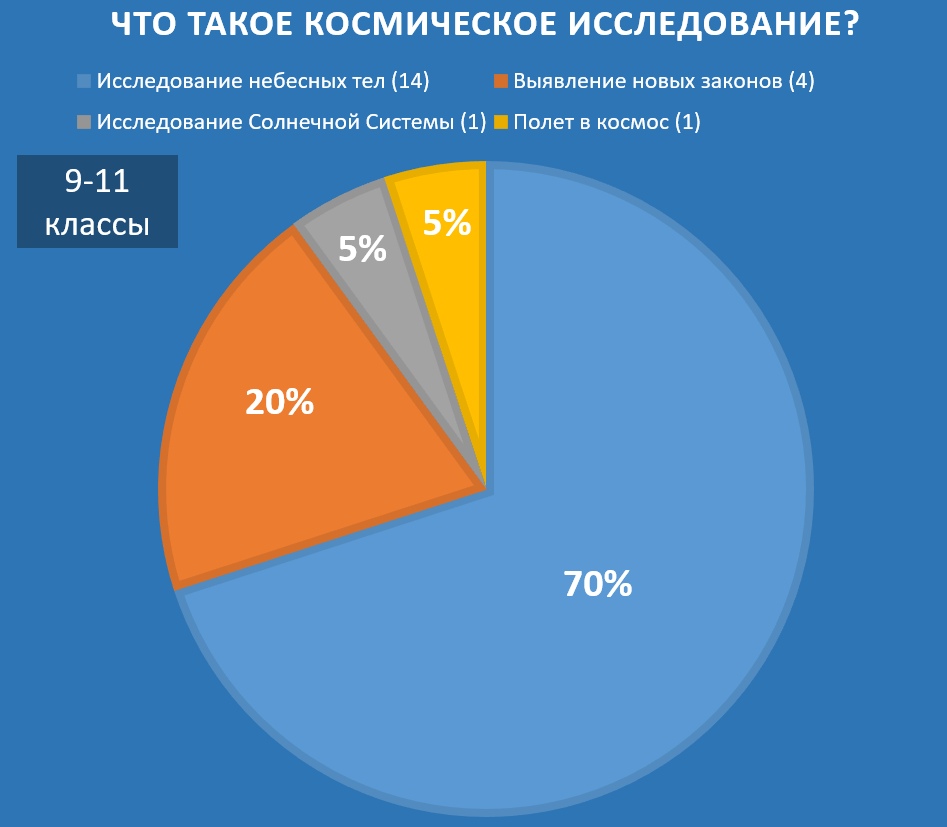 ЧТО ТАКОЕ КОСМИЧЕСКОЕ ИССЛЕДОВАНИЕ?
Исследование небесных тел (14)
Выявление новых законов (4)
Исследование Солнечной Системы (1)
Полет в космос (1)
9-11
классы
5%
5%
20%
70%